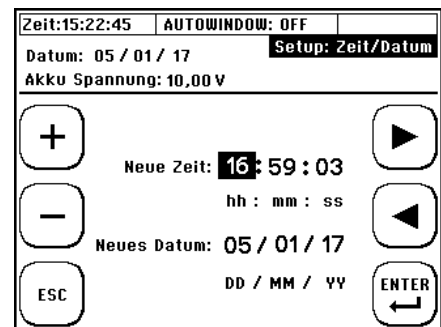 Zeit:15:22:45 AUTOWINDOW: OFF
Setup: Zeit/Datum
Datum: 05 / 01 / 17
Akku Spannung: 10,00 V
+
Neue Zeit: 16:59:03
hh : mm : ss
−
Neues Datum: 05 / 01 / 17
DD / MM / YY
ESC
ENTER